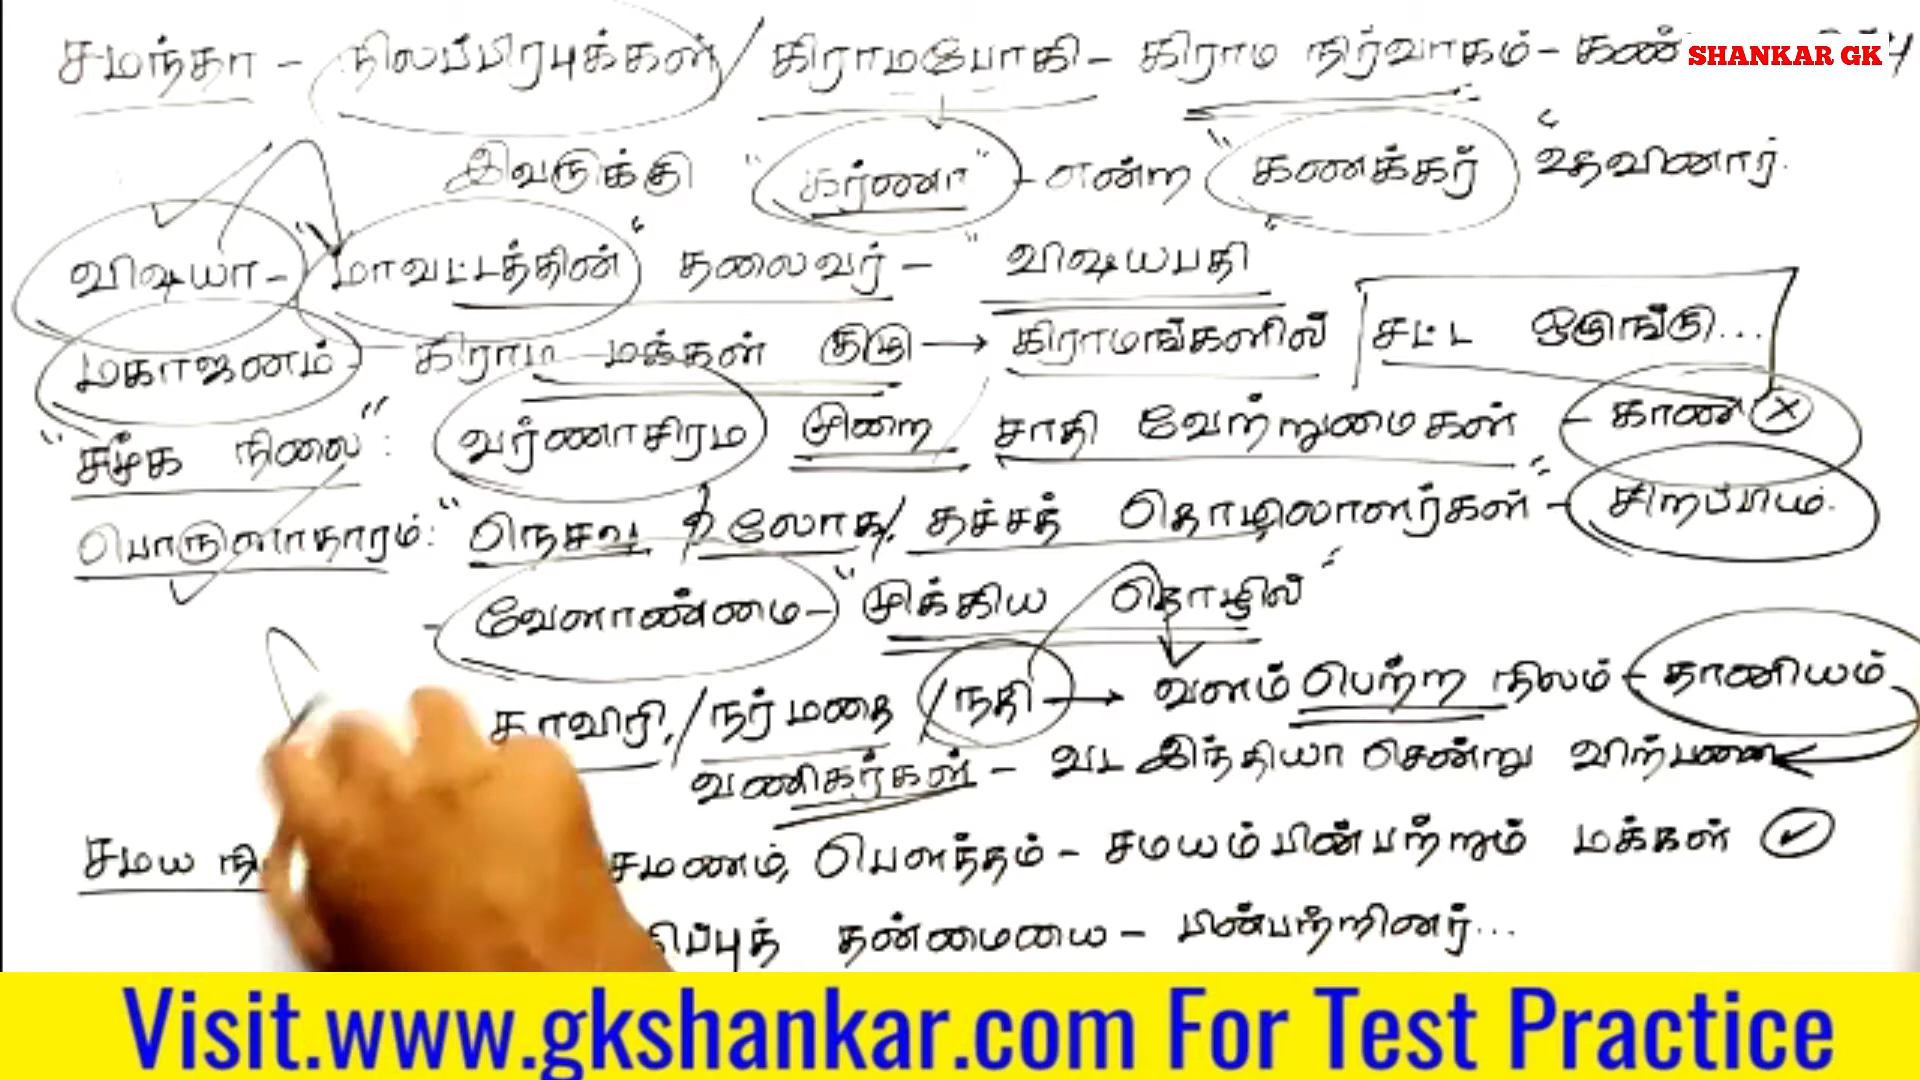 சமந்தா - நிலப்பிரபுக்கள் / கிராமபோகி - கிராம நிர்வாகம் - கண்
SHANKAR GK
இவருக்கு "கர்ணா" - என்ற "கணக்கர்" உதவினார்.
விஷயா - "மாவட்டத்தின்" தலைவர் - "விஷயபதி"
மகாஜனம் - கிராம மக்கள் குழு → கிராமங்களில் சட்ட ஒழுங்கு...
"சமூக நிலை": வர்ணாசிரம முறை சாதி வேற்றுமைகள் - காண
பொருளாதாரம்: "நெசவு / லோக / தச்சத் தொழிலாளர்கள்" - சிறப்பியம்.
- வேளாண்மை - "முக்கிய தொழில்"
காவிரி, / நர்மதை / நதி → வளம் பெற்ற நிலம் - தானியம்
வணிகர்கள் - வட இந்தியா சென்று விற்பனை
சமய நி சமணம், பௌத்தம் - சமயம் பின்பற்றும் மக்கள் ✓
ப்புத் தன்மையை - பின்பற்றினர்...
Visit.www.gkshankar.com For Test Practice